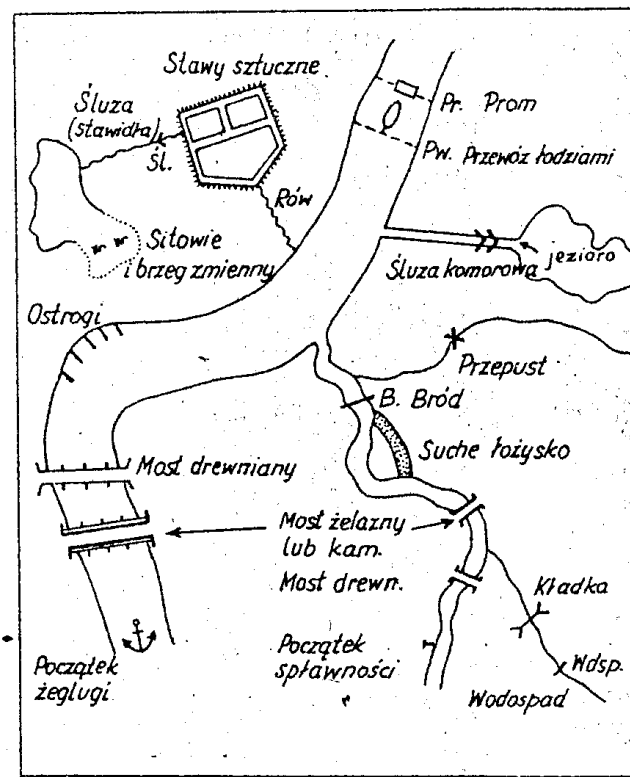 Stawy sztuczne
Śluza
(stawidła)
Śl.
Pr. Prom
Pw. Przewóz łodziami
Rów
Sitowie
i brzeg zmienny
Śluza komorowa
jezioro
Ostrogi
Przepust
B. Bród
Suche łożysko
Most drewniany
Most żelazny
lub kam.
Most drewn.
Kładka
Początek
spławności
Początek
żeglugi
Wdsp.
Wodospad